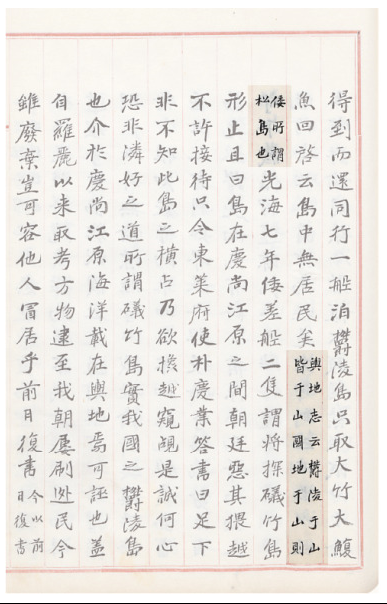 得到而還同行一船泊鬱陵島只取大竹大鰒
魚回啓云島中無居民矣輿地志云鬱陵于山
皆于山國地于山則
倭所謂
松島也光海七年倭差船二隻謂將探礒竹島
形止且曰島在慶尙江原之間朝廷惡其猥越
不許接待只令東萊府使朴慶業答書曰足下
非不知此島之橫占乃欲攙越窺覘是誠何心
恐非隣好之道所謂礒竹島實我國之鬱陵島
也介於慶尙江原海洋載在輿地焉可誣也蓋
自羅麗以來取考方物逮至我朝屢刷逃民今
雖廢棄豈可容他人冒居乎前日復書今以前
日復書